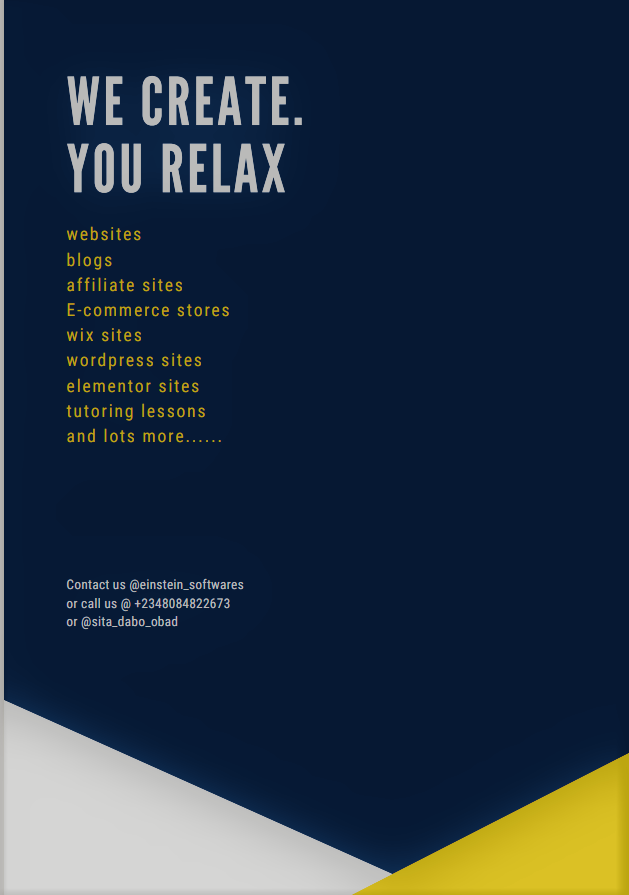 WE CREATE.
YOU RELAX
websites
blogs
affiliate sites
E-commerce stores
wix sites
wordpress sites
elementor sites
tutoring lessons
and lots more......
Contact us @einstein_softwares
or call us @ +2348084822673
or @sita_dabo_obad